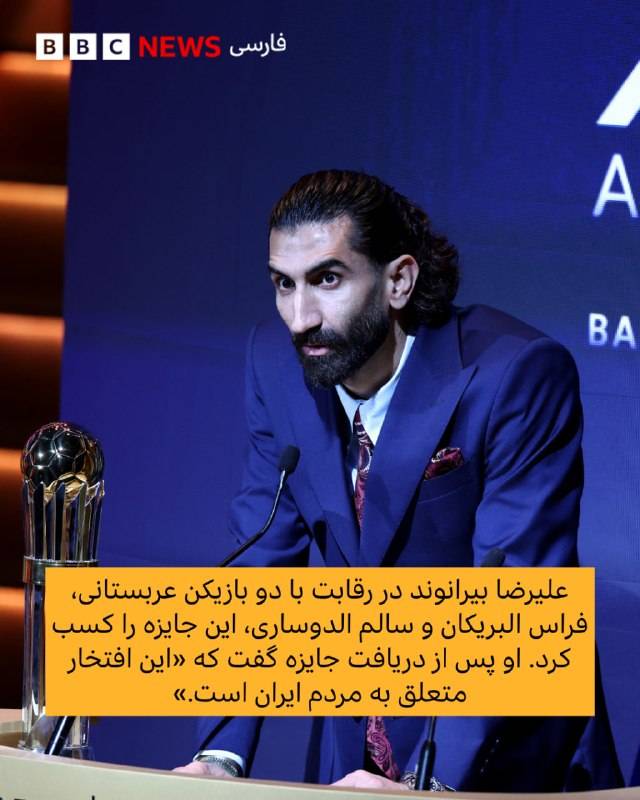 BBC NEWS فارسی
A
BA
علیرضا بیرانوند در رقابت با دو بازیکن عربستانی،
فراس البریکان و سالم الدوساری، این جایزه را کسب
کرد. او پس از دریافت جایزه گفت که «این افتخار
متعلق به مردم ایران است.»